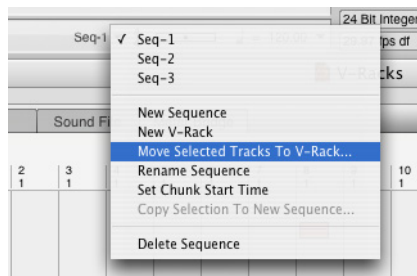 24 Bit Integer
Seq-1 ✓ Seq-1
fps df
Seq-2
Seq-3
V-Racks
New Sequence
Sound Fi
New V-Rack
Move Selected Tracks To V-Rack...
2 3 10
Rename Sequence
1 1 1
Set Chunk Start Time
Copy Selection To New Sequence...
Delete Sequence